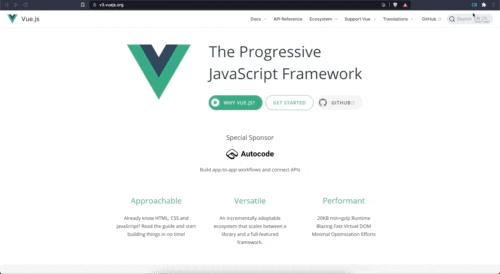 v3.vuejs.org
Vue.js
Docs
API Reference
Ecosystem
Support Vue
Translations
GitHub
Search
The Progressive
JavaScript Framework
WHY VUE.JS?
GET STARTED
GITHUB
Special Sponsor
Autocode
Build app-to-app workflows and connect APIs
Approachable
Already know HTML, CSS and
JavaScript? Read the guide and start
building things in no time!
Versatile
An incrementally adoptable
ecosystem that scales between a
library and a full-featured
framework.
Performant
20KB min+gzip Runtime
Blazing Fast Virtual DOM
Minimal Optimization Efforts